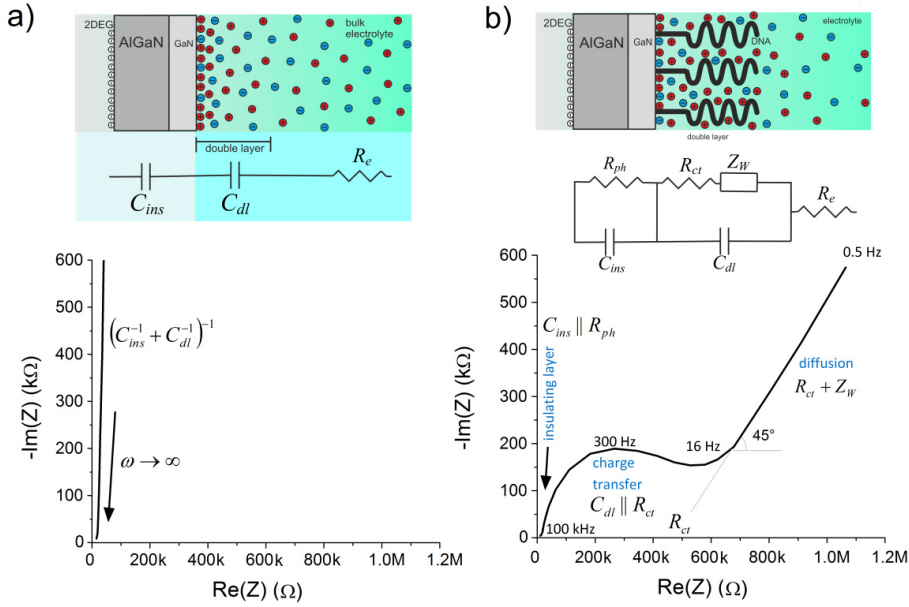 a)
2DEG
AlGaN
GaN
bulk
electrolyte
double layer
C_ins
C_dl
R_e
600
500
400
300
200
100
0
-Im(Z) (kΩ)
(C_ins^-1 + C_dl^-1)^-1
ω → ∞
0
200k
400k
600k
800k
1.0M
1.2M
Re(Z) (Ω)
b)
2DEG
AlGaN
GaN
DNA
electrolyte
double layer
R_ph
R_ct
Z_W
R_e
C_ins
C_dl
600
500
400
300
200
100
0
-Im(Z) (kΩ)
0.5 Hz
C_ins || R_ph
insulating layer
diffusion
R_ct + Z_W
300 Hz
16 Hz
45°
charge
transfer
C_dl || R_ct
R_ct
100 kHz
0
200k
400k
600k
800k
1.0M
1.2M
Re(Z) (Ω)